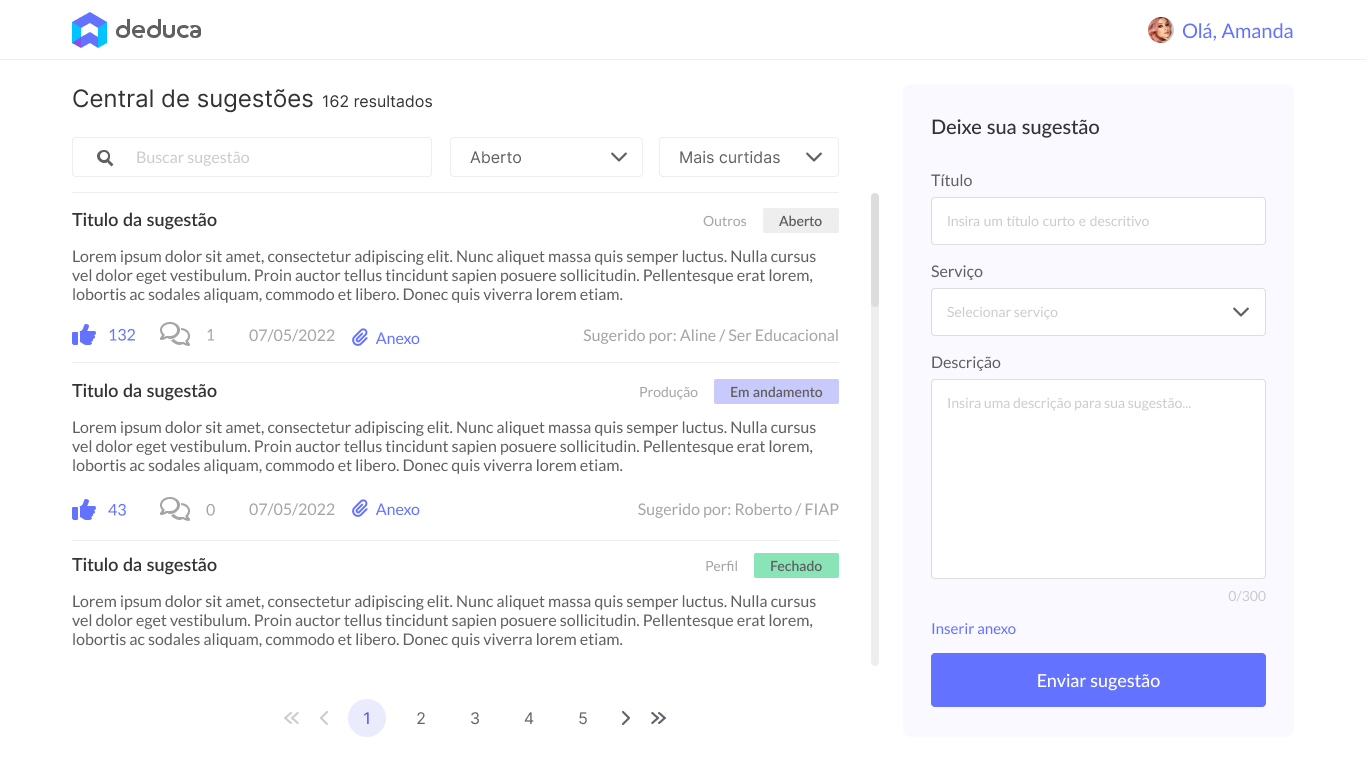 deduca
Olá, Amanda
Central de sugestões 162 resultados
Buscar sugestão
Aberto
Mais curtidas
Titulo da sugestão
Outros
Aberto
Lorem ipsum dolor sit amet, consectetur adipiscing elit. Nunc aliquet massa quis semper luctus. Nulla cursus
vel dolor eget vestibulum. Proin auctor tellus tincidunt sapien posuere sollicitudin. Pellentesque erat lorem,
lobortis ac sodales aliquam, commodo et libero. Donec quis viverra lorem etiam.
132
1
07/05/2022
Anexo
Sugerido por: Aline / Ser Educacional
Titulo da sugestão
Produção
Em andamento
Lorem ipsum dolor sit amet, consectetur adipiscing elit. Nunc aliquet massa quis semper luctus. Nulla cursus
vel dolor eget vestibulum. Proin auctor tellus tincidunt sapien posuere sollicitudin. Pellentesque erat lorem,
lobortis ac sodales aliquam, commodo et libero. Donec quis viverra lorem etiam.
43
0
07/05/2022
Anexo
Sugerido por: Roberto / FIAP
Titulo da sugestão
Perfil
Fechado
Lorem ipsum dolor sit amet, consectetur adipiscing elit. Nunc aliquet massa quis semper luctus. Nulla cursus
vel dolor eget vestibulum. Proin auctor tellus tincidunt sapien posuere sollicitudin. Pellentesque erat lorem,
lobortis ac sodales aliquam, commodo et libero. Donec quis viverra lorem etiam.
1 2 3 4 5
Deixe sua sugestão
Título
Insira um título curto e descritivo
Serviço
Selecionar serviço
Descrição
Insira uma descrição para sua sugestão...
0/300
Inserir anexo
Enviar sugestão